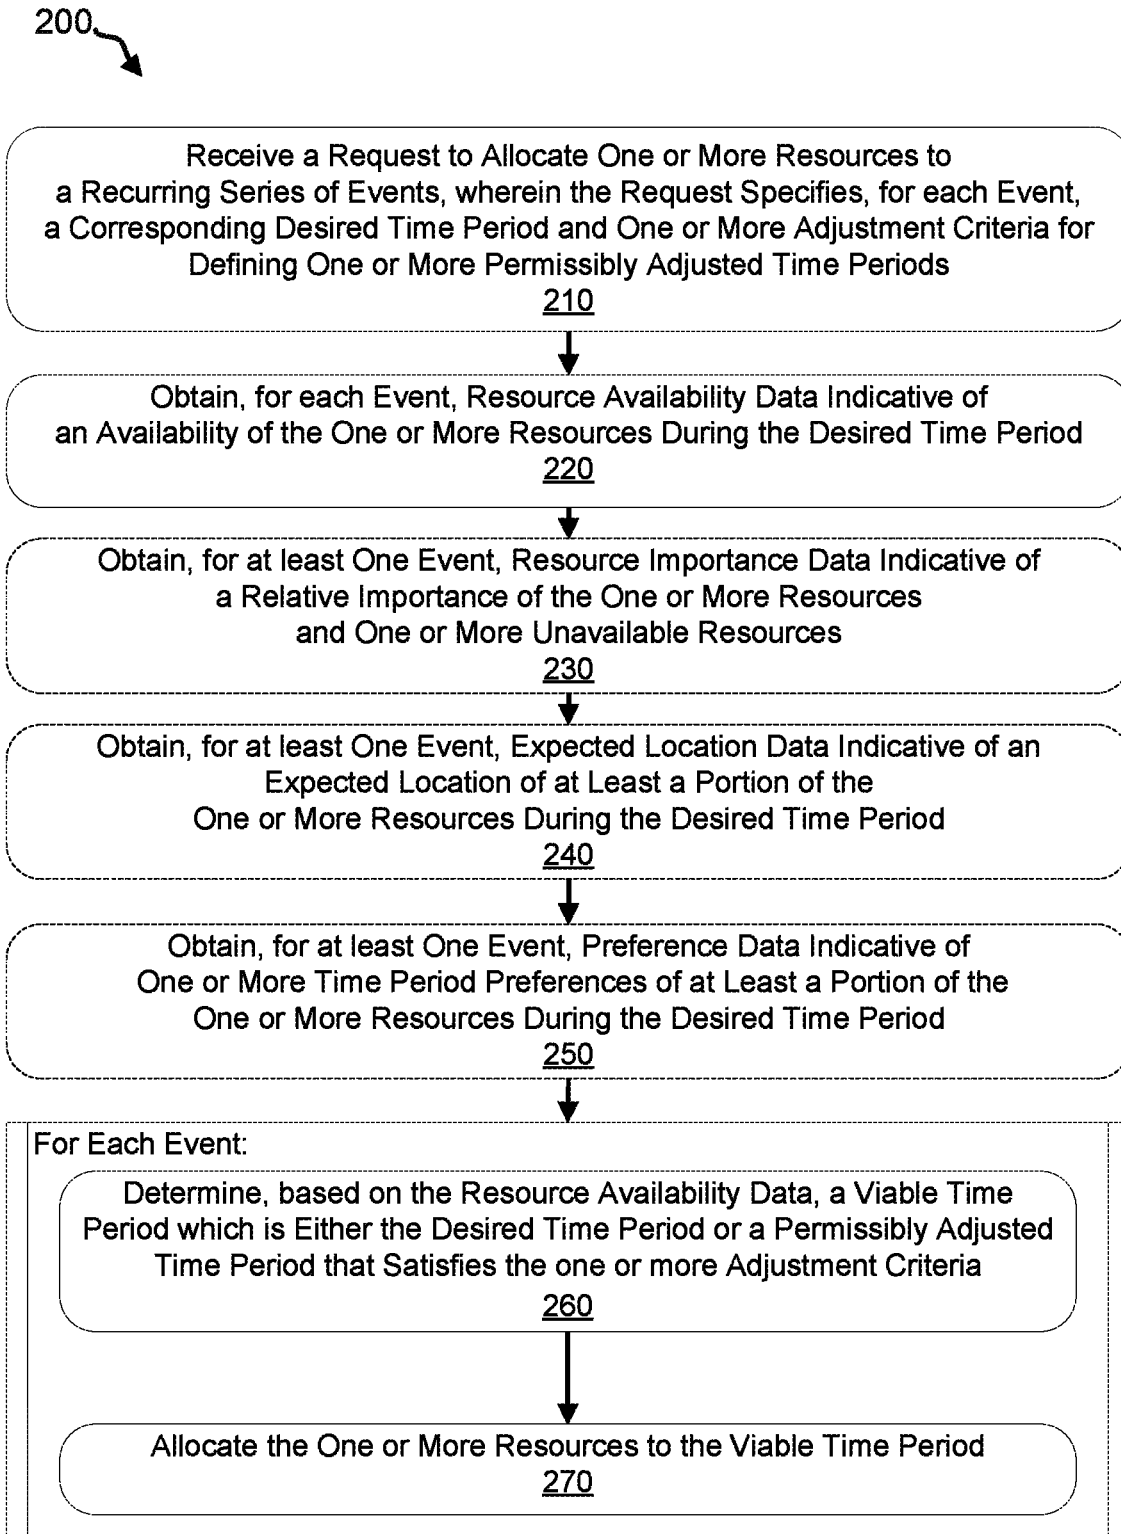 200
Receive a Request to Allocate One or More Resources to
a Recurring Series of Events, wherein the Request Specifies, for each Event,
a Corresponding Desired Time Period and One or More Adjustment Criteria for
Defining One or More Permissibly Adjusted Time Periods
210
Obtain, for each Event, Resource Availability Data Indicative of
an Availability of the One or More Resources During the Desired Time Period
220
Obtain, for at least One Event, Resource Importance Data Indicative of
a Relative Importance of the One or More Resources
and One or More Unavailable Resources
230
Obtain, for at least One Event, Expected Location Data Indicative of an
Expected Location of at Least a Portion of the
One or More Resources During the Desired Time Period
240
Obtain, for at least One Event, Preference Data Indicative of
One or More Time Period Preferences of at Least a Portion of the
One or More Resources During the Desired Time Period
250
For Each Event:
Determine, based on the Resource Availability Data, a Viable Time
Period which is Either the Desired Time Period or a Permissibly Adjusted
Time Period that Satisfies the one or more Adjustment Criteria
260
Allocate the One or More Resources to the Viable Time Period
270